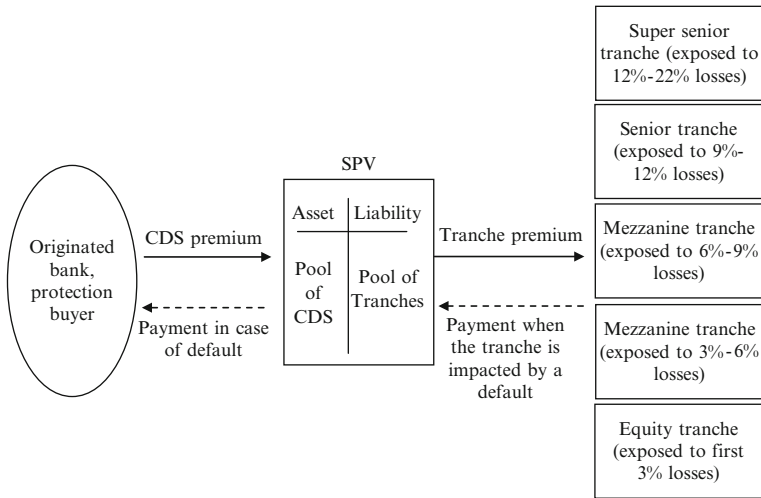 Originated
bank,
protection
buyer
CDS premium
Payment in case
of default
SPV
Asset
Liability
Pool
of
CDS
Pool of
Tranches
Tranche premium
Payment when
the tranche is
impacted by a
default
Super senior
tranche (exposed to
12%-22% losses)
Senior tranche
(exposed to 9%-
12% losses)
Mezzanine tranche
(exposed to 6%-9%
losses)
Mezzanine tranche
(exposed to 3%-6%
losses)
Equity tranche
(exposed to first
3% losses)